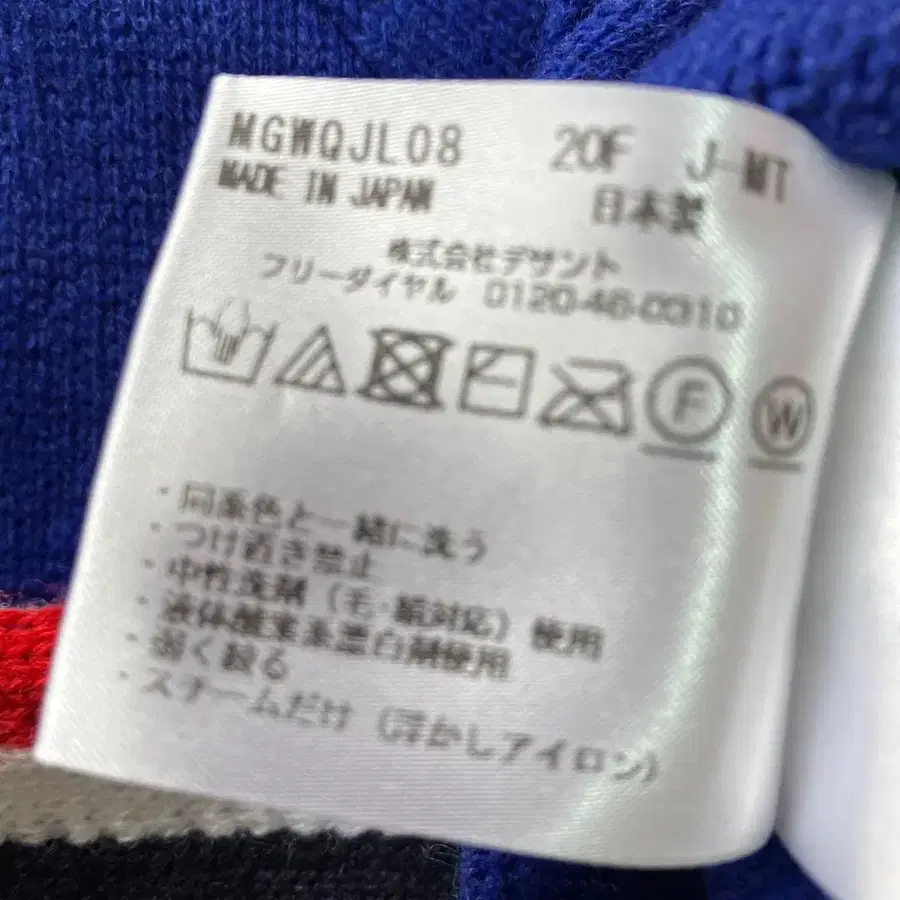 MGWQJL08 20F J-MT
MADE IN JAPAN 日本製
株式会社デサント
フリーダイヤル 0120-46-0310
F W
・同系色と一緒に洗う
・つけ置き禁止
・中性洗剤（毛・絹対応）使用
・液体酸素系漂白剤使用
・弱く絞る
・スチームだけ（浮かしアイロン）